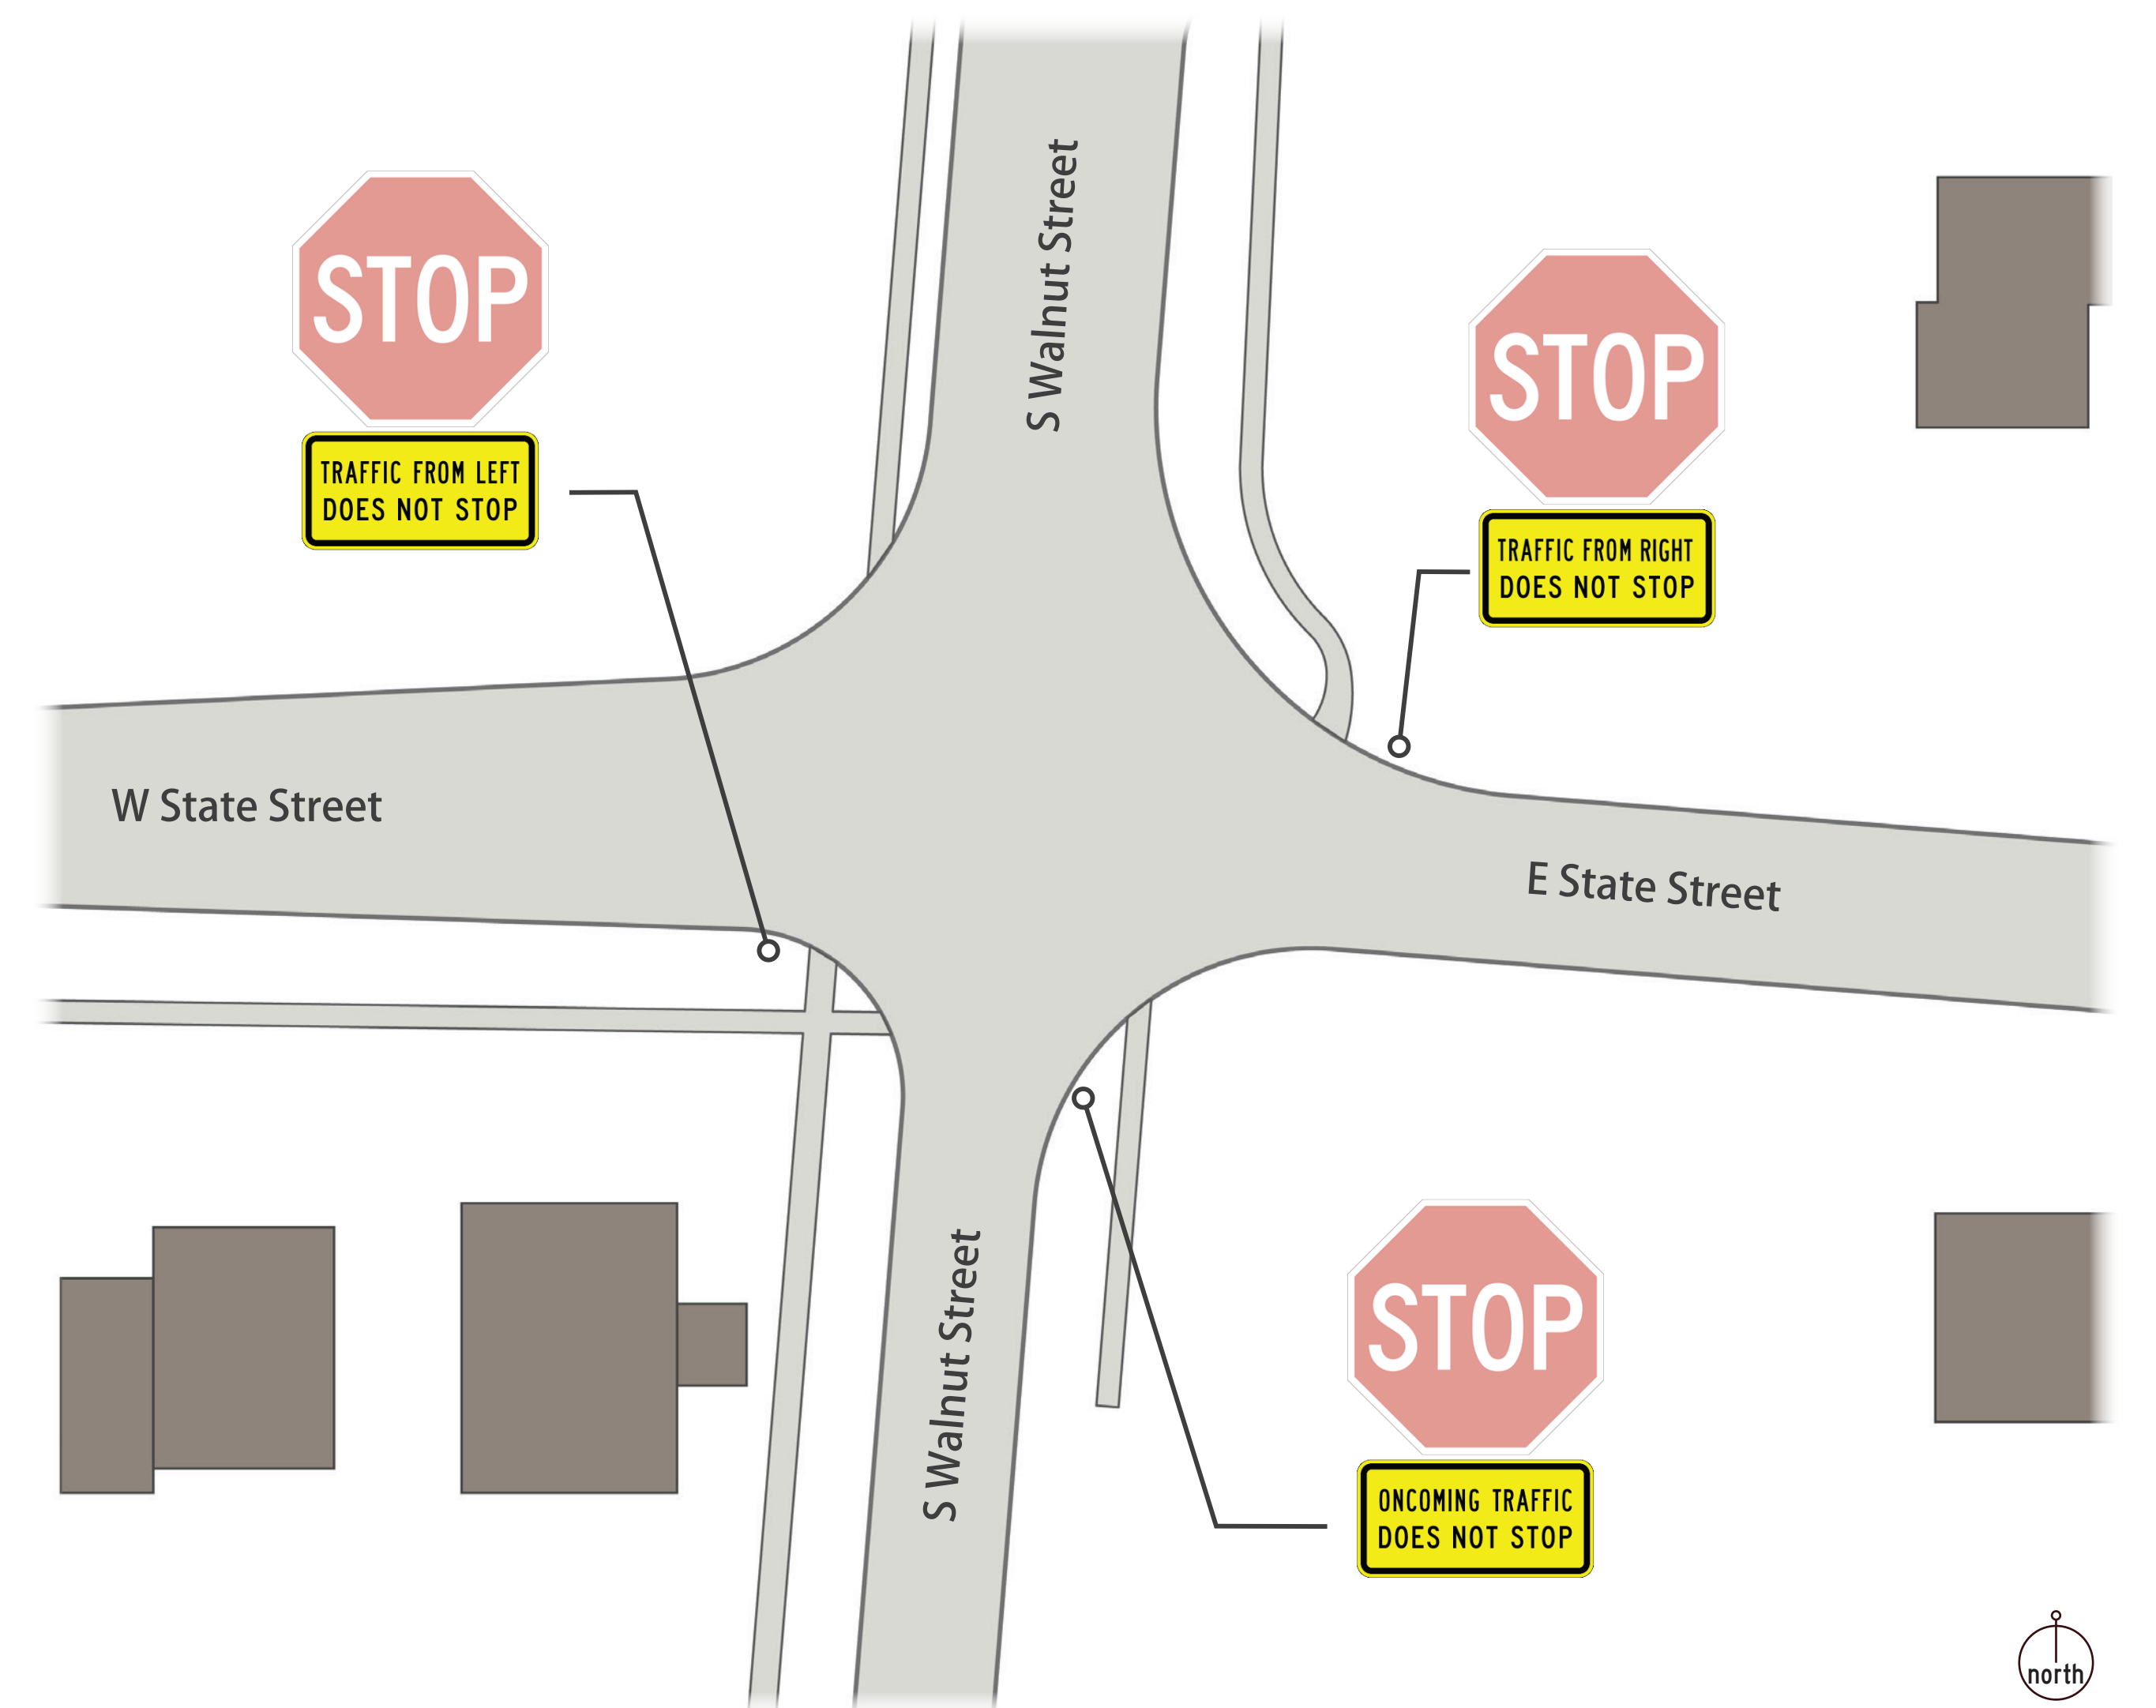 S Walnut Street
STOP
TRAFFIC FROM LEFT
DOES NOT STOP
STOP
TRAFFIC FROM RIGHT
DOES NOT STOP
W State Street
E State Street
S Walnut Street
STOP
ONCOMING TRAFFIC
DOES NOT STOP
north